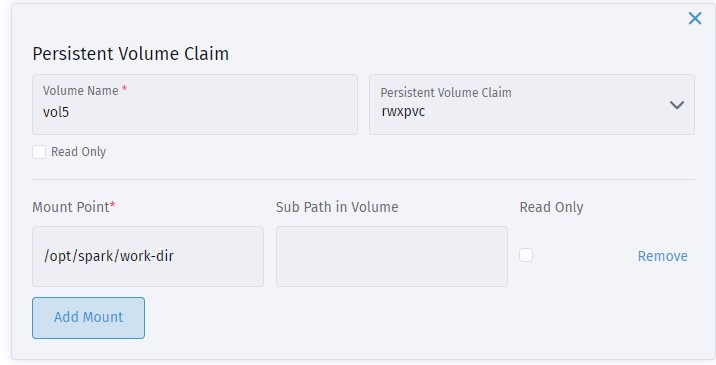 Persistent Volume Claim
Volume Name *
vol5
Persistent Volume Claim
rwxpvc
Read Only
Mount Point*
Sub Path in Volume
Read Only
/opt/spark/work-dir
Remove
Add Mount